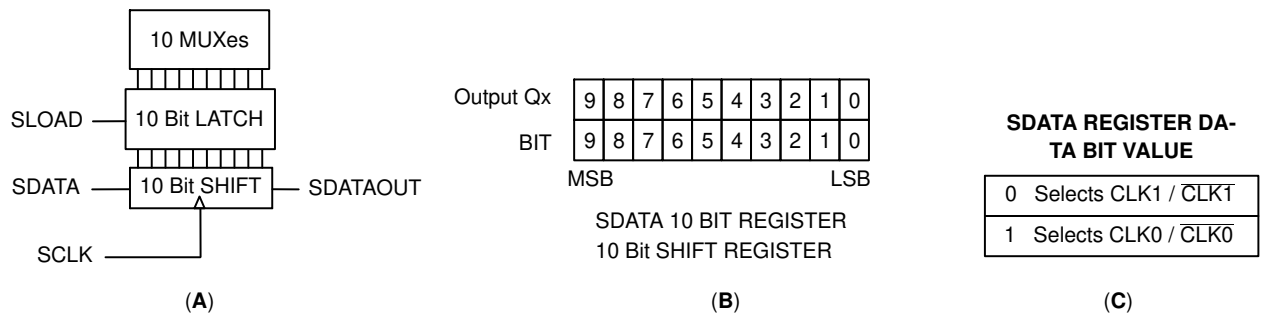 10 MUXes
SLOAD
10 Bit LATCH
SDATA
10 Bit SHIFT
SDATAOUT
SCLK
(A)
Output Qx 9 8 7 6 5 4 3 2 1 0
BIT 9 8 7 6 5 4 3 2 1 0
MSB LSB
SDATA 10 BIT REGISTER
10 Bit SHIFT REGISTER
(B)
SDATA REGISTER DA-
TA BIT VALUE
0 Selects CLK1 / C̅L̅K̅1̅
1 Selects CLK0 / C̅L̅K̅0̅
(C)